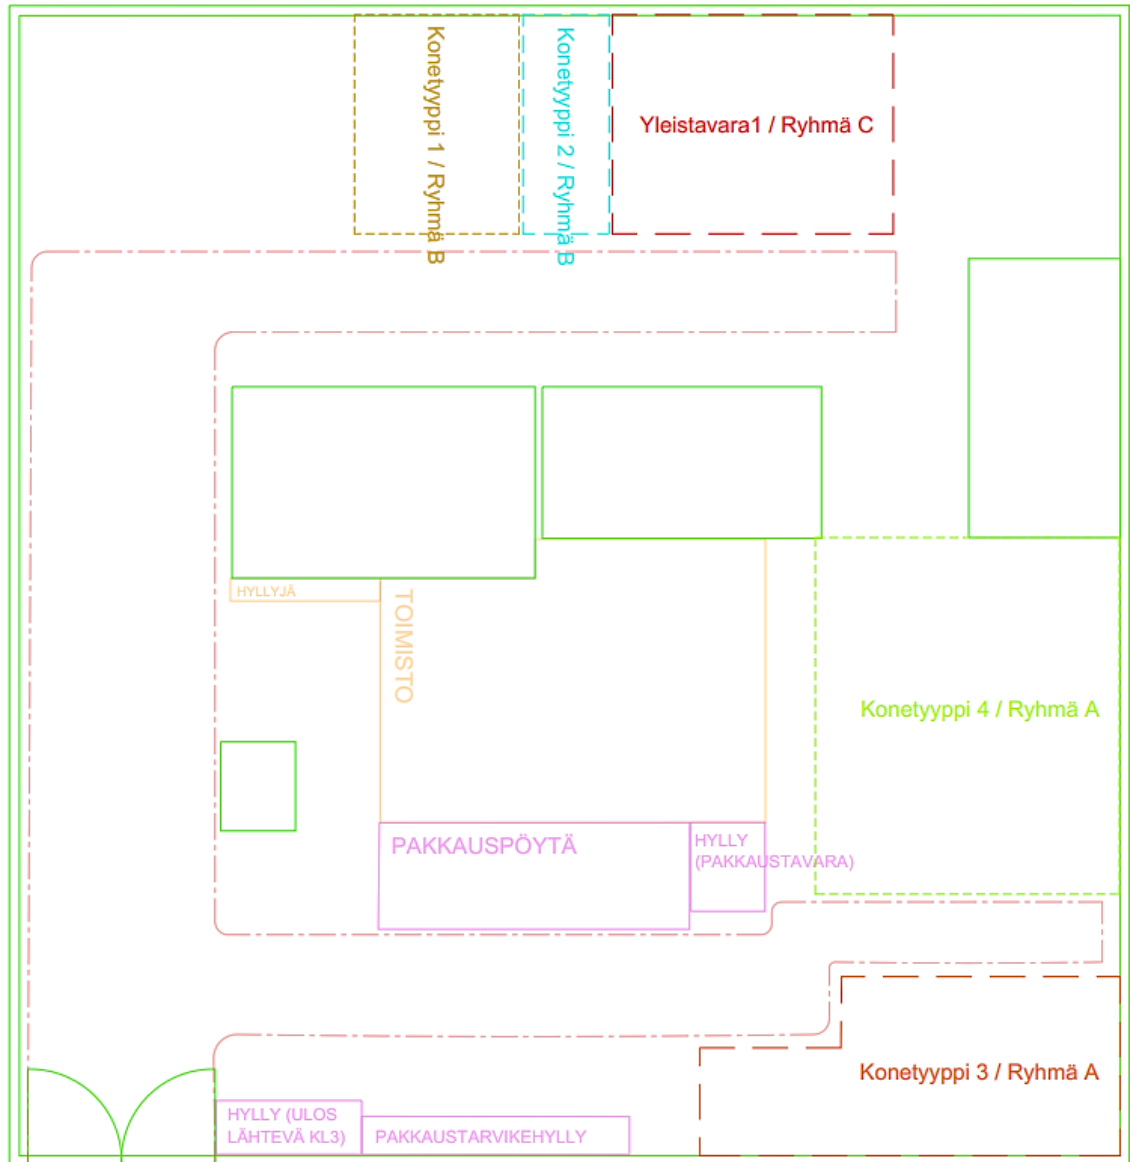 Konetyyppi 1 / Ryhmä B
Konetyyppi 2 / Ryhmä B
Yleistavara1 / Ryhmä C
HYLLYJÄ
TOIMISTO
Konetyyppi 4 / Ryhmä A
PAKKAUSPÖYTÄ
HYLLY
(PAKKAUSTAVARA)
Konetyyppi 3 / Ryhmä A
HYLLY (ULOS
LÄHTEVÄ KL3)
PAKKAUSTARVIKEHYLLY